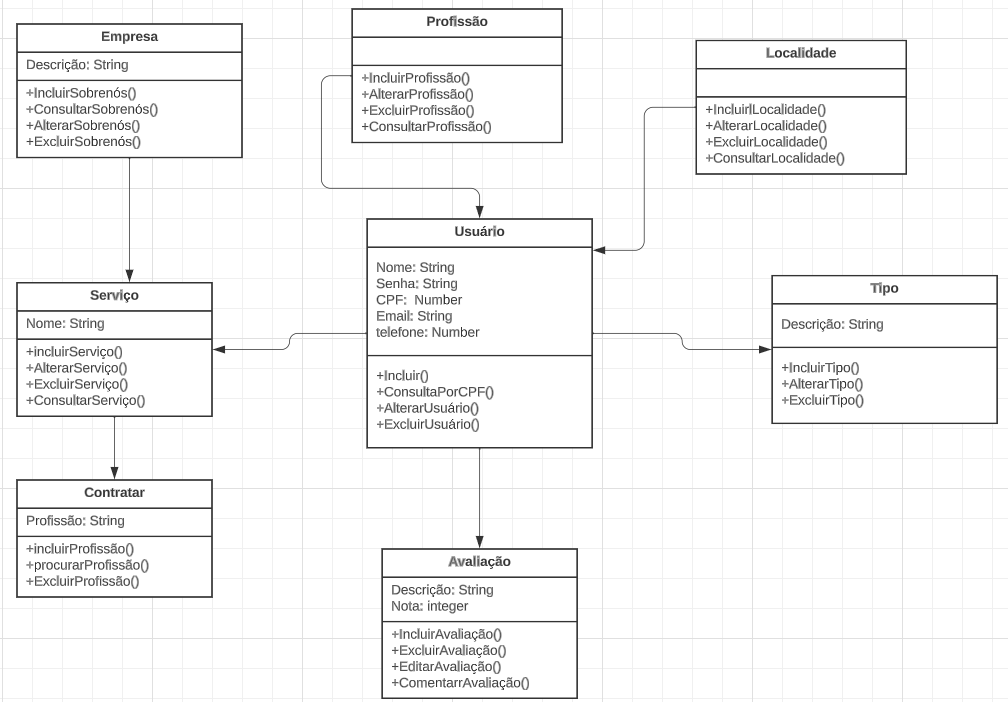 Empresa
Descrição: String
+IncluirSobrenós()
+ConsultarSobrenós()
+AlterarSobrenós()
+ExcluirSobrenós()
Profissão
+IncluirProfissão()
+AlterarProfissão()
+ExcluirProfissão()
+ConsultarProfissão()
Localidade
+IncluirlLocalidade()
+AlterarLocalidade()
+ExcluirLocalidade()
+ConsultarLocalidade()
Usuário
Nome: String
Senha: String
CPF: Number
Email: String
telefone: Number
+Incluir()
+ConsultaPorCPF()
+AlterarUsuário()
+ExcluirUsuário()
Serviço
Nome: String
+incluirServiço()
+AlterarServiço()
+ExcluirServiço()
+ConsultarServiço()
Tipo
Descrição: String
+IncluirTipo()
+AlterarTipo()
+ExcluirTipo()
Contratar
Profissão: String
+incluirProfissão()
+procurarProfissão()
+ExcluirProfissão()
Avaliação
Descrição: String
Nota: integer
+IncluirAvaliação()
+ExcluirAvaliação()
+EditarAvaliação()
+ComentarrAvaliação()